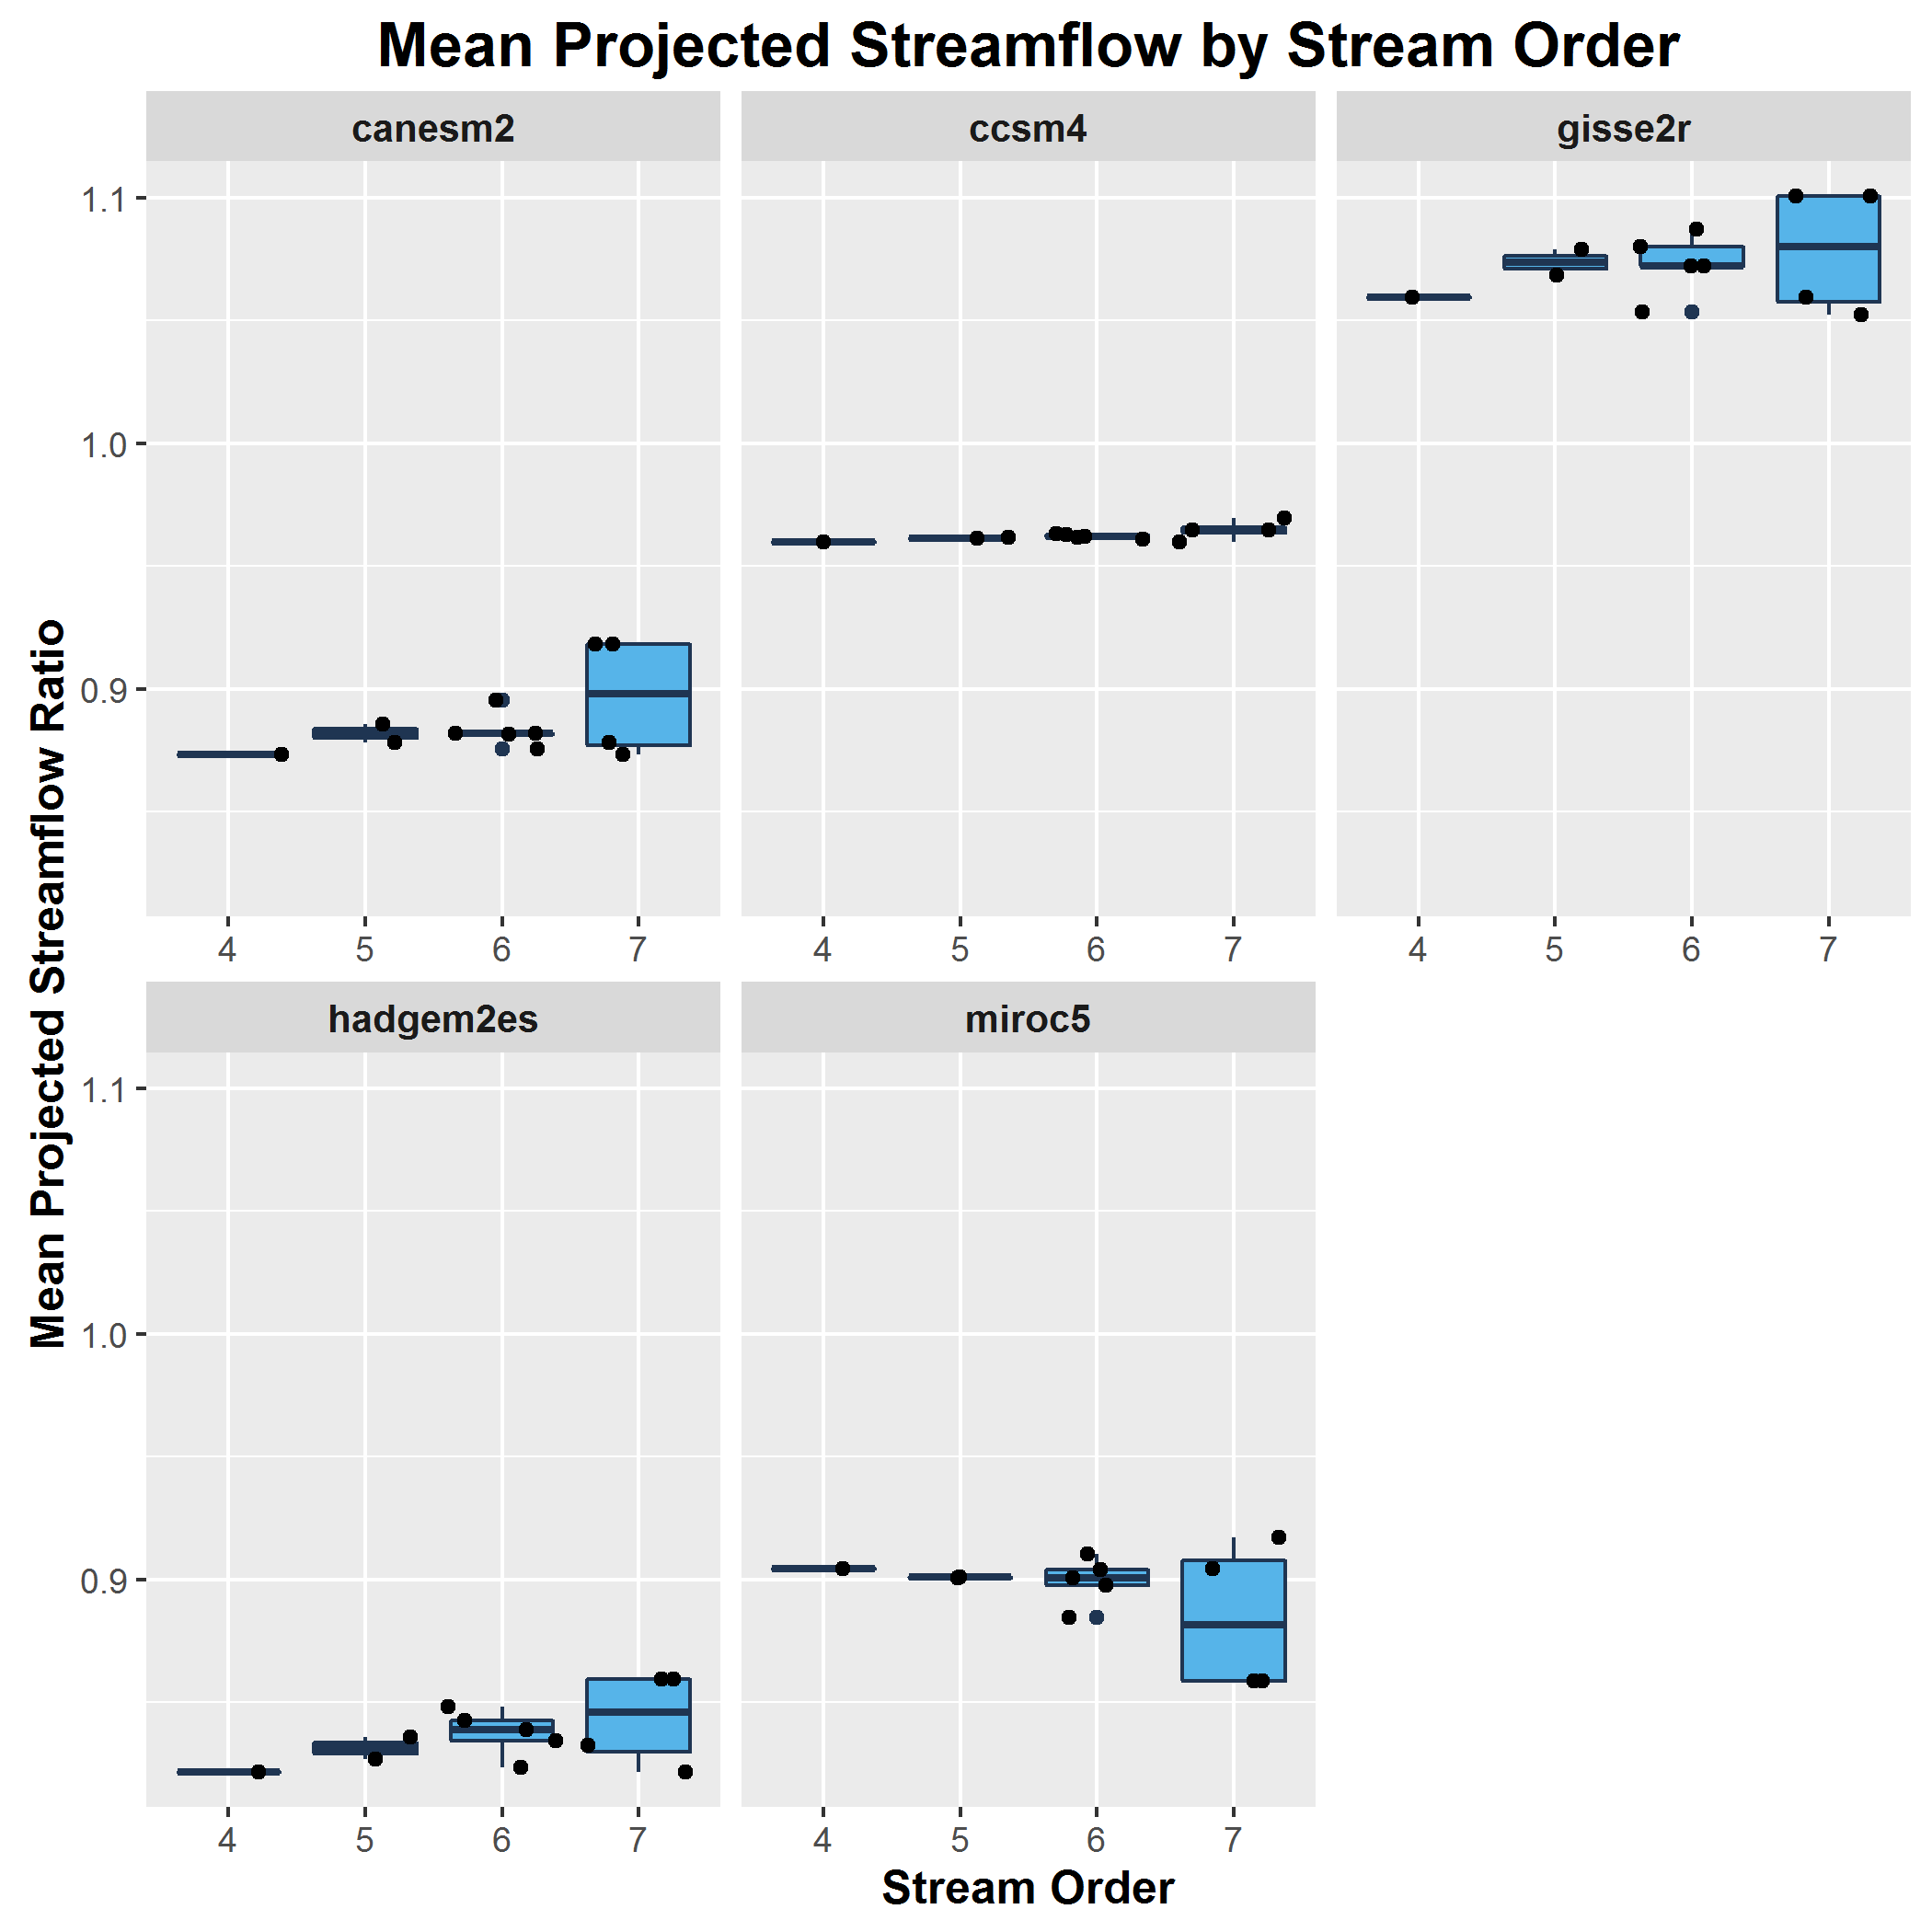 Mean Projected Streamflow by Stream Order
canesm2 ccsm4 gisse2r
1.1
1.0
0.9
4 5 6 7 4 5 6 7 4 5 6 7
Mean Projected Streamflow Ratio
hadgem2es miroc5
1.1
1.0
0.9
4 5 6 7 4 5 6 7
Stream Order